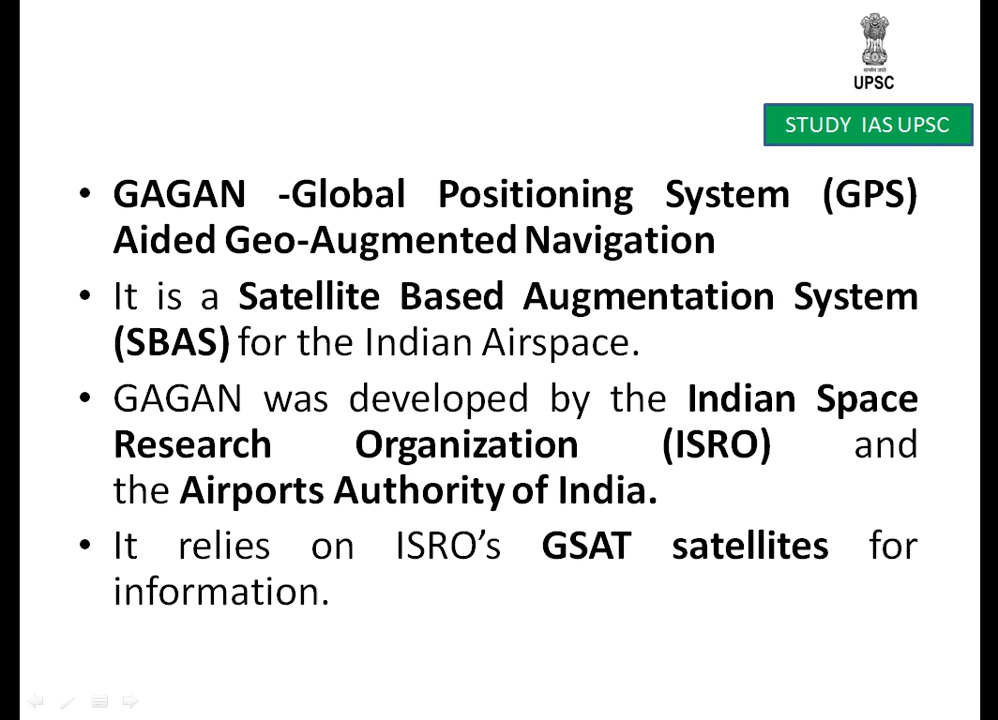 UPSC
STUDY IAS UPSC
• GAGAN -Global Positioning System (GPS)
Aided Geo-Augmented Navigation
• It is a Satellite Based Augmentation System
(SBAS) for the Indian Airspace.
• GAGAN was developed by the Indian Space
Research Organization (ISRO) and
the Airports Authority of India.
• It relies on ISRO’s GSAT satellites for
information.